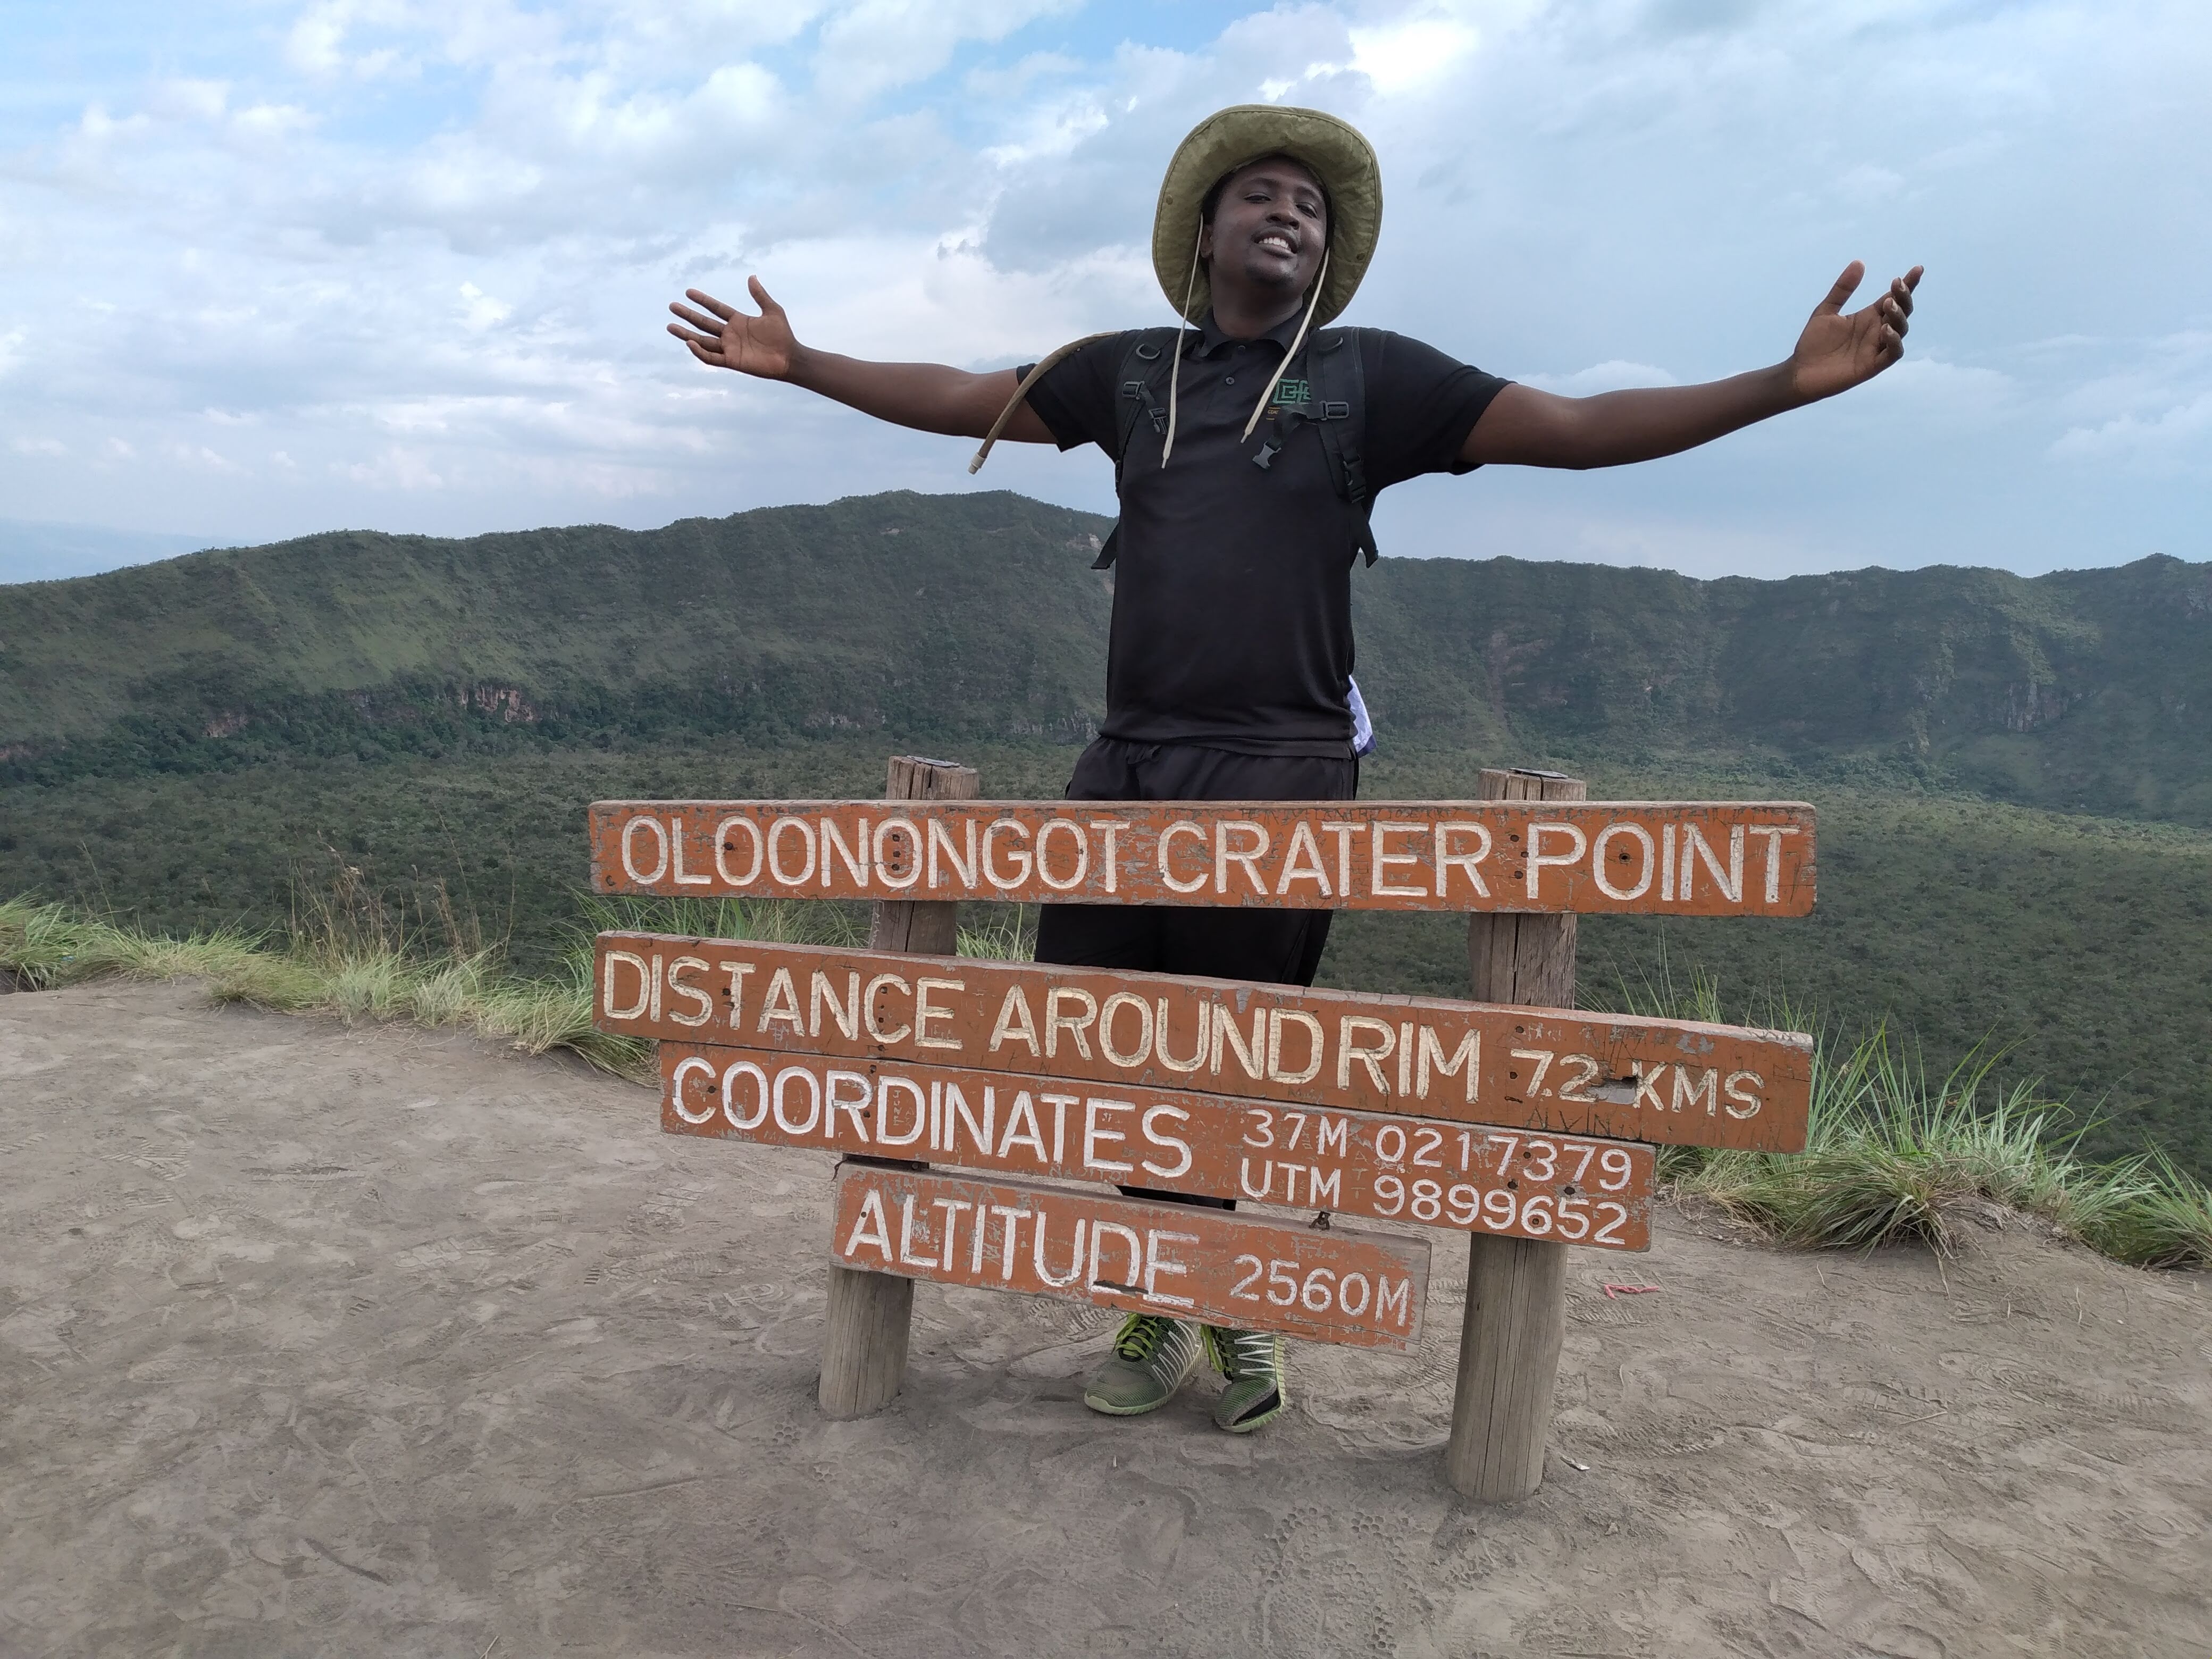 OLOONONGOT CRATER POINT
DISTANCE AROUND RIM 7.2 KMS
COORDINATES 37M 0217379
UTM 9899652
ALTITUDE 2560M